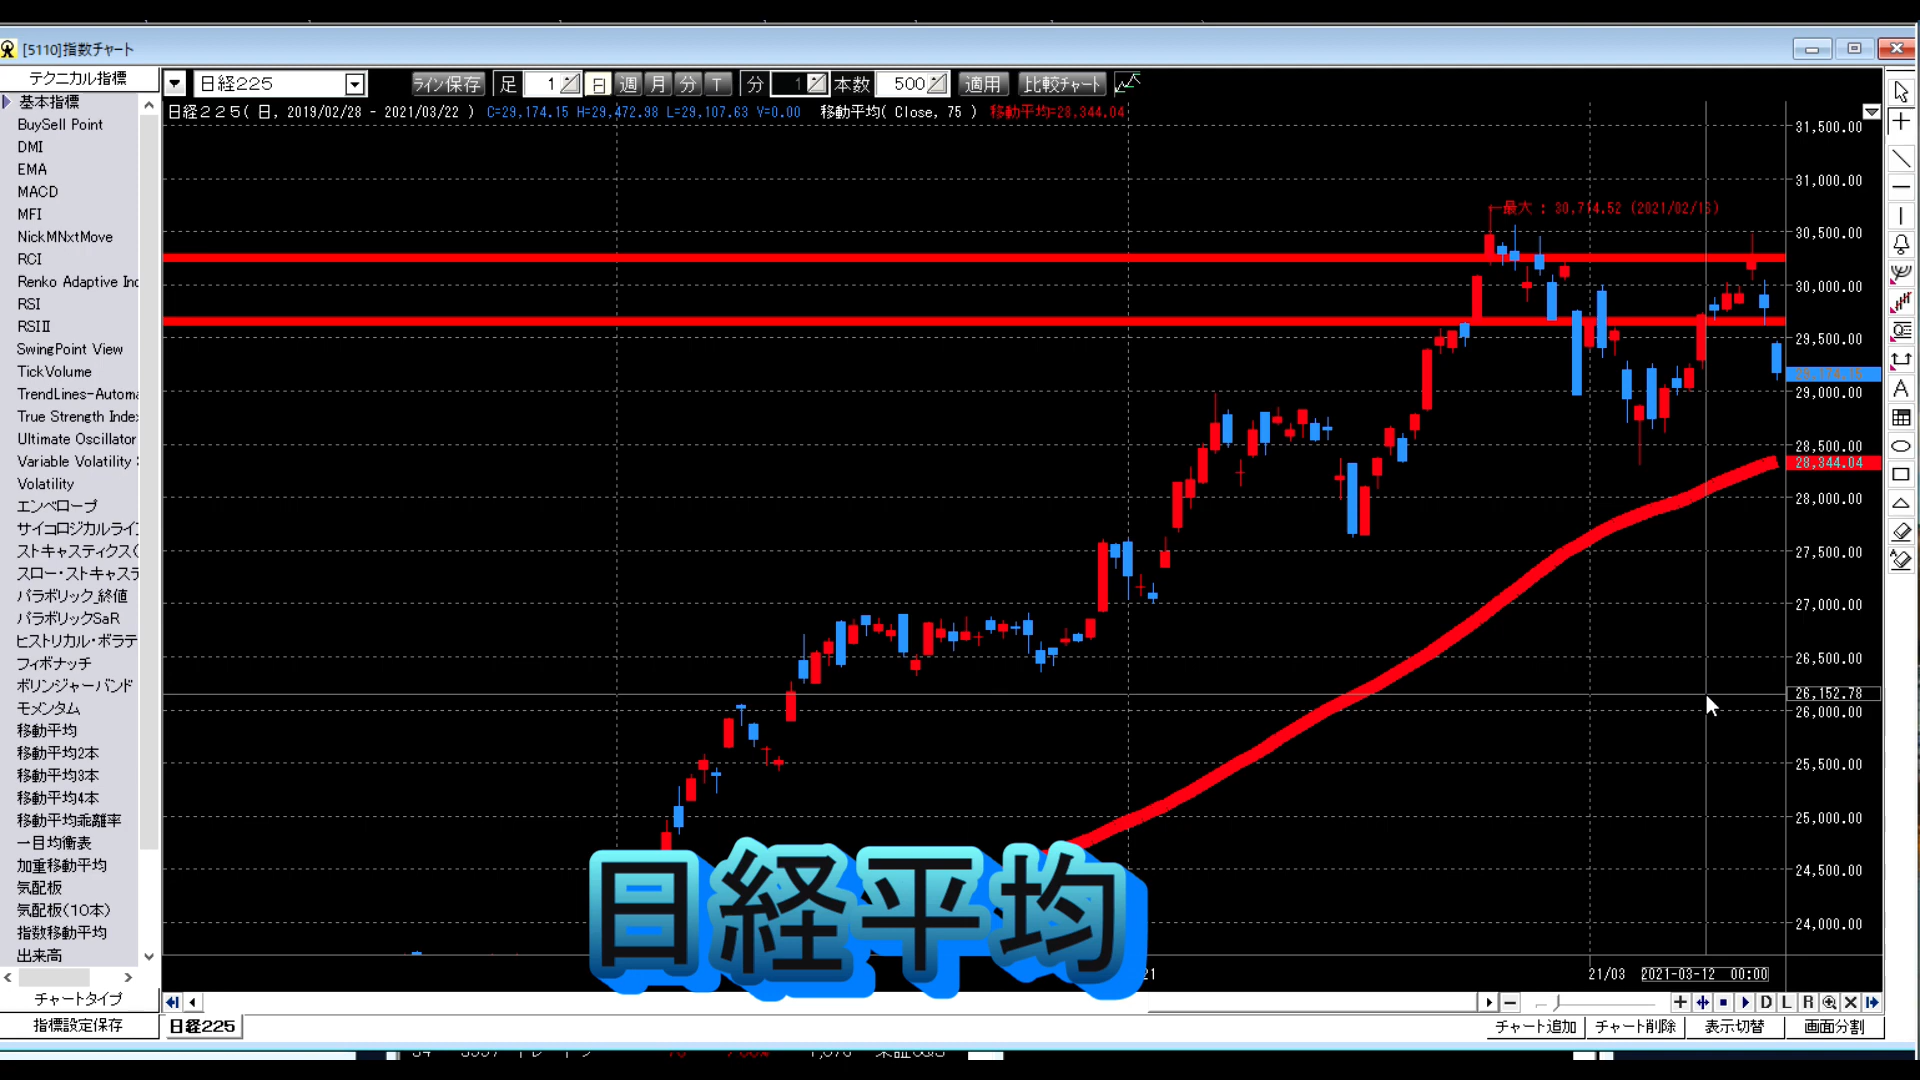 [5110]指数チャート
テクニカル指標
日経225
ライン保存 足 1 日 週 月 分 T 分 1 本数 500 適用 比較チャート
日経225( 日, 2019/02/28 - 2021/03/22 ) C=29,174.15 H=29,472.98 L=29,107.63 V=0.00 移動平均( Close, 75 ) 移動平均=28,344.04
基本指標
BuySell Point
DMI
EMA
MACD
MFI
NickMNxtMove
RCI
Renko Adaptive Inc
RSI
RSIⅡ
SwingPoint View
TickVolume
TrendLines-Automa
True Strength Inde
Ultimate Oscillator
Variable Volatility
Volatility
エンベロープ
サイコロジカルライ
ストキャスティクス(
スロー・ストキャステ
パラボリック_終値
パラボリックSaR
ヒストリカル・ボラテ
フィボナッチ
ボリンジャーバンド
モメンタム
移動平均
移動平均2本
移動平均3本
移動平均4本
移動平均乖離率
一目均衡表
加重移動平均
気配板
気配板(10本)
指数移動平均
出来高
チャートタイプ
指標設定保存
最大 : 30,714.52 (2021/02/16)
31,500.00
31,000.00
30,500.00
30,000.00
29,500.00
29,174.15
29,000.00
28,500.00
28,344.04
28,000.00
27,500.00
27,000.00
26,500.00
26,152.78
26,000.00
25,500.00
25,000.00
24,500.00
24,000.00
日経平均
21 21/03 2021-03-12 00:00
D L R
日経225
チャート追加 チャート削除 表示切替 画面分割